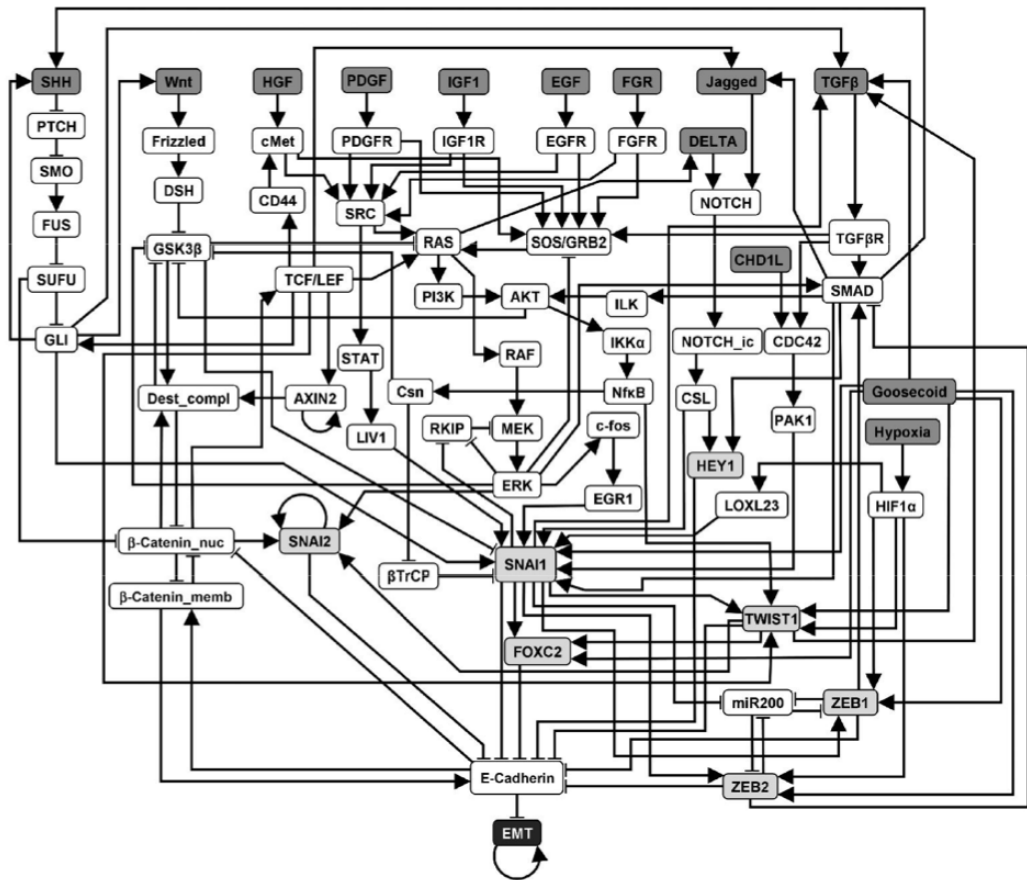 SHH
Wnt
HGF
PDGF
IGF1
EGF
FGR
Jagged
TGFβ
PTCH
Frizzled
cMet
PDGFR
IGF1R
EGFR
FGFR
DELTA
SMO
DSH
CD44
SRC
NOTCH
FUS
GSK3β
RAS
SOS/GRB2
TGFβR
CHD1L
SUFU
TCF/LEF
PI3K
AKT
ILK
SMAD
GLI
STAT
RAF
IKKα
NOTCH_ic
CDC42
Dest_compl
AXIN2
Csn
NfkB
CSL
Goosecoid
LIV1
RKIP
MEK
c-fos
PAK1
Hypoxia
HEY1
ERK
EGR1
LOXL23
HIF1α
β-Catenin_nuc
SNAI2
SNAI1
βTrCP
β-Catenin_memb
TWIST1
FOXC2
miR200
ZEB1
E-Cadherin
ZEB2
EMT